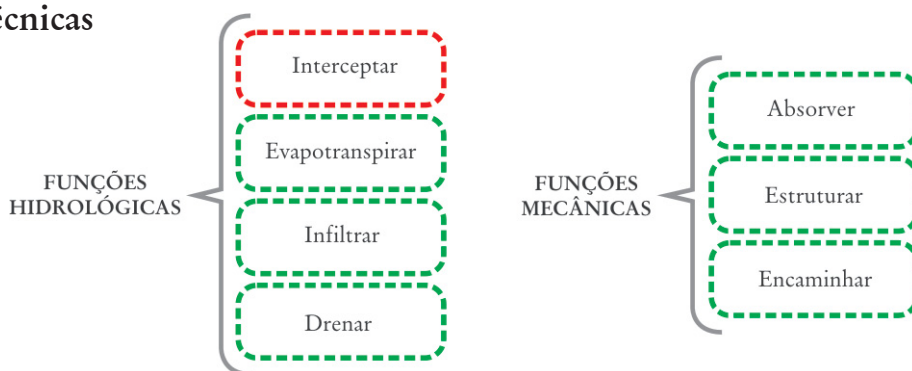 écnicas
FUNÇÕES
HIDROLÓGICAS
Interceptar
Evapotranspirar
Infiltrar
Drenar
FUNÇÕES
MECÂNICAS
Absorver
Estruturar
Encaminhar